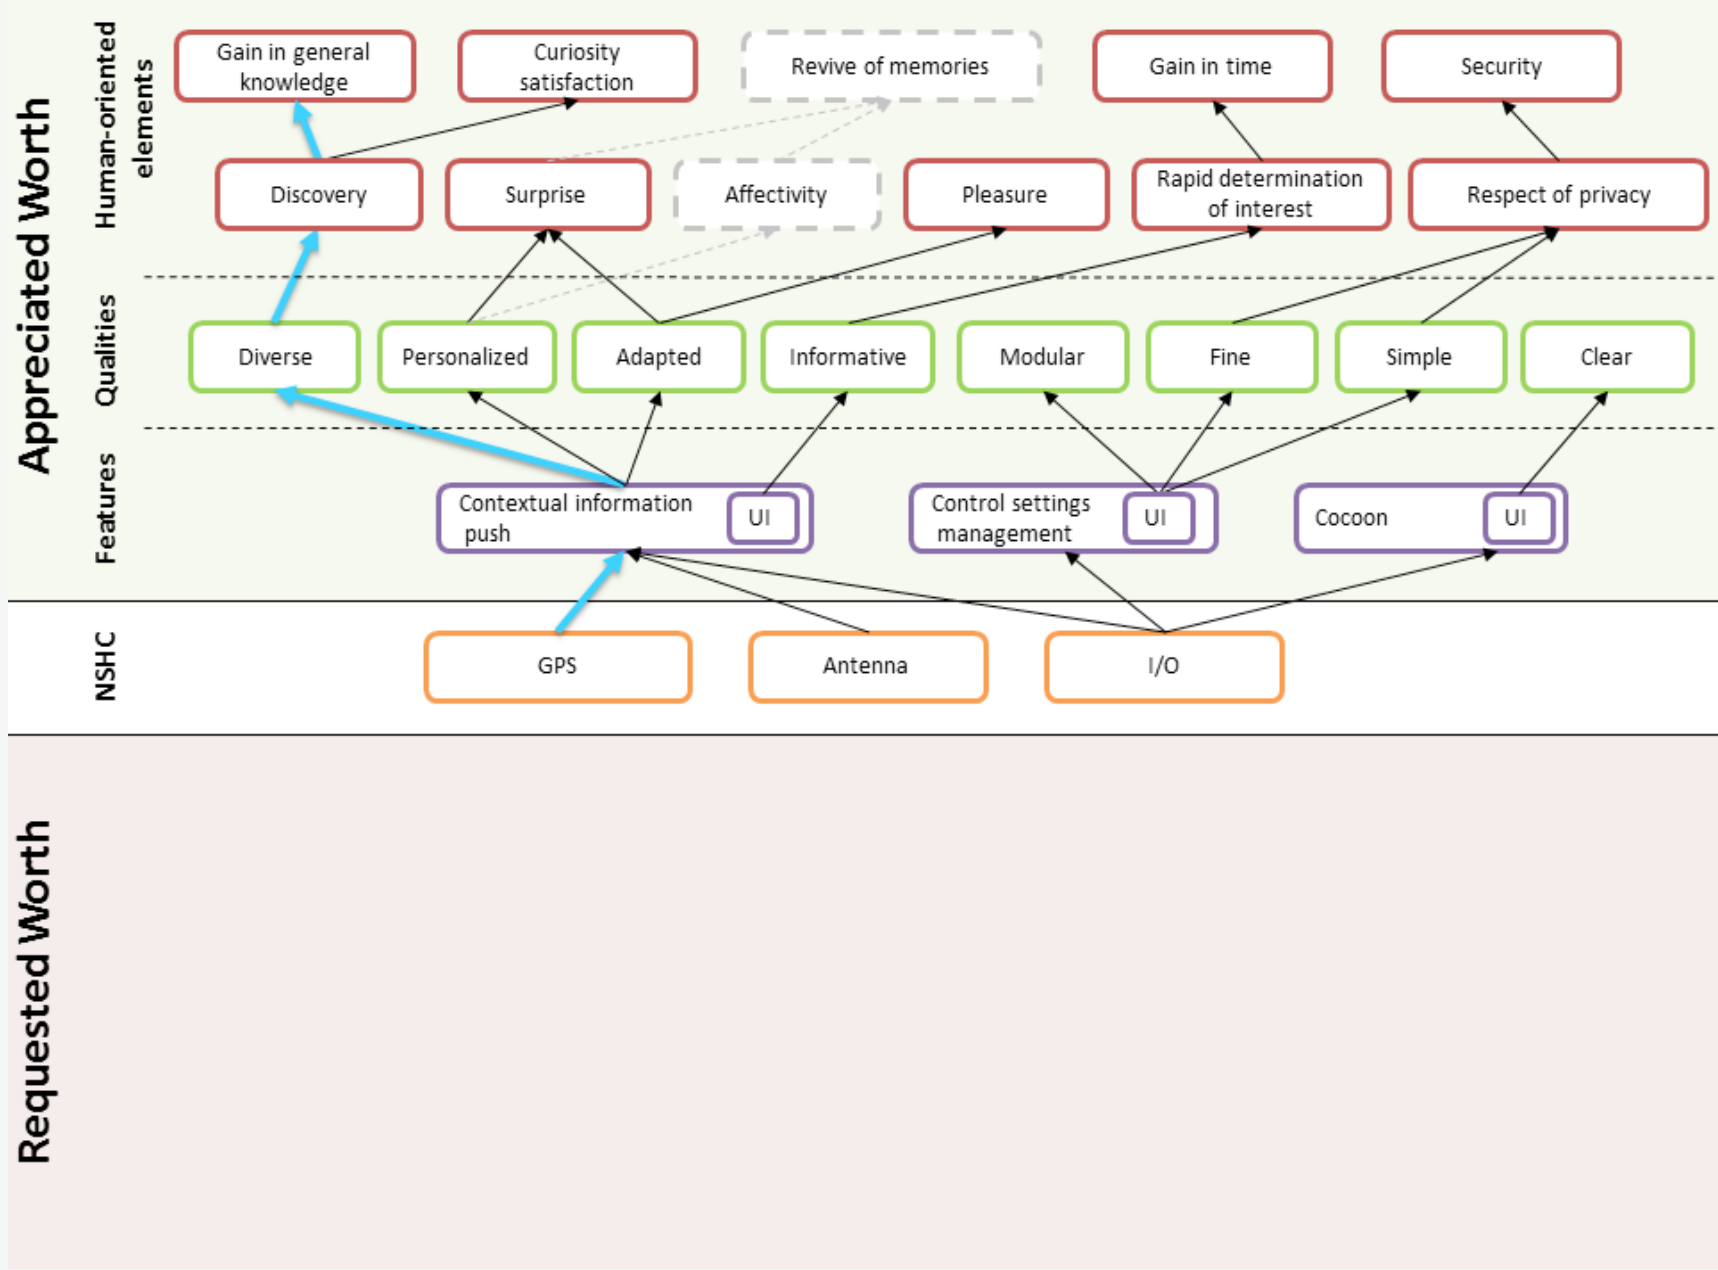 Appreciated Worth
Human-oriented
elements
Gain in general
knowledge
Curiosity
satisfaction
Revive of memories
Gain in time
Security
Discovery
Surprise
Affectivity
Pleasure
Rapid determination
of interest
Respect of privacy
Qualities
Diverse
Personalized
Adapted
Informative
Modular
Fine
Simple
Clear
Features
Contextual information
push
UI
Control settings
management
UI
Cocoon
UI
NSHC
GPS
Antenna
I/O
Requested Worth